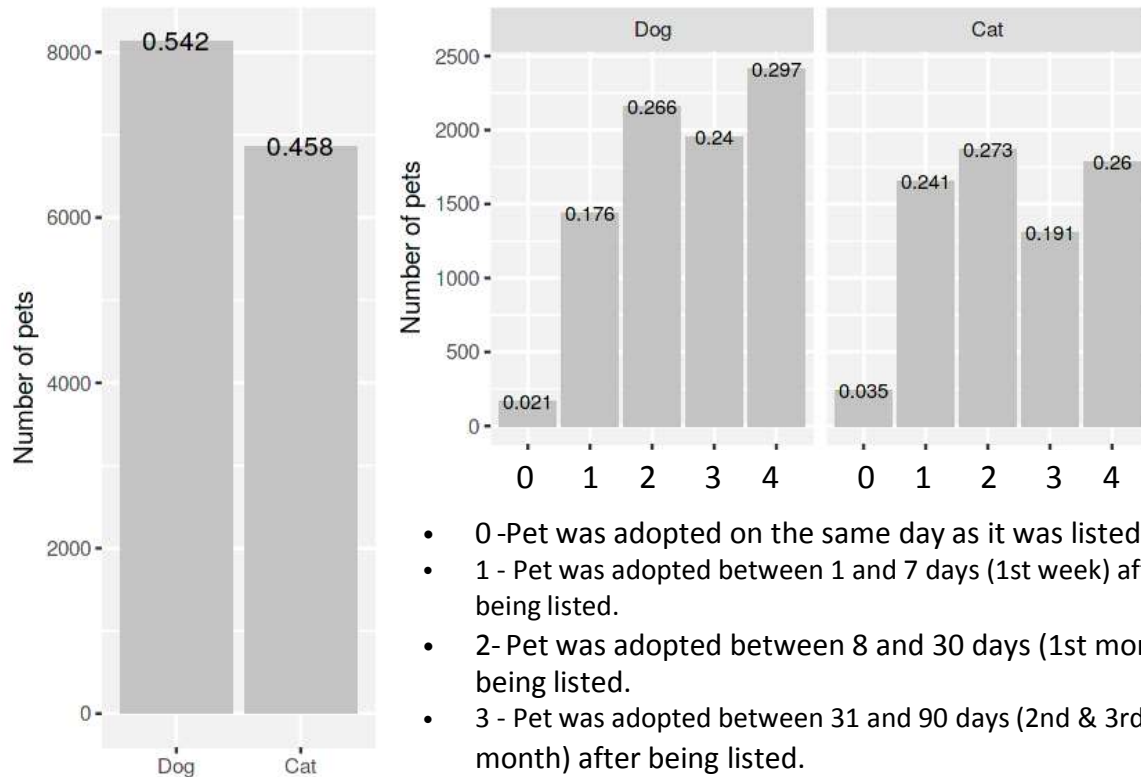 Number of pets
8000
6000
4000
2000
0
0.542
0.458
Dog
Cat
Number of pets
2500
2000
1500
1000
500
0
Dog
0.021
0.176
0.266
0.24
0.297
0 1 2 3 4
Cat
0.035
0.241
0.273
0.191
0.26
0 1 2 3 4
• 0 -Pet was adopted on the same day as it was listed
• 1 - Pet was adopted between 1 and 7 days (1st week)
being listed.
• 2- Pet was adopted between 8 and 30 days (1st
being listed.
• 3 - Pet was adopted between 31 and 90 days (2nd & 3rd
month) after being listed.